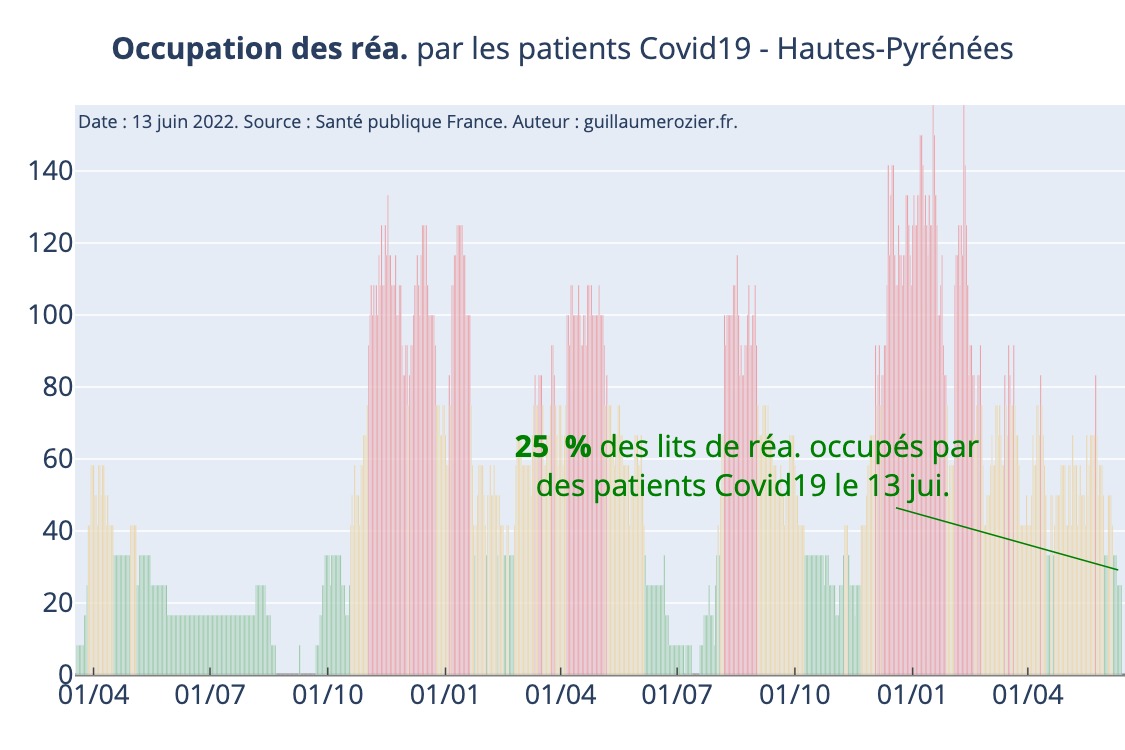 Occupation des réa. par les patients Covid19 - Hautes-Pyrénées
Date : 13 juin 2022. Source : Santé publique France. Auteur : guillaumerozier.fr.
140
120
100
80
60
40
20
0
25 % des lits de réa. occupés par
des patients Covid19 le 13 jui.
01/04 01/07 01/10 01/01 01/04 01/07 01/10 01/01 01/04